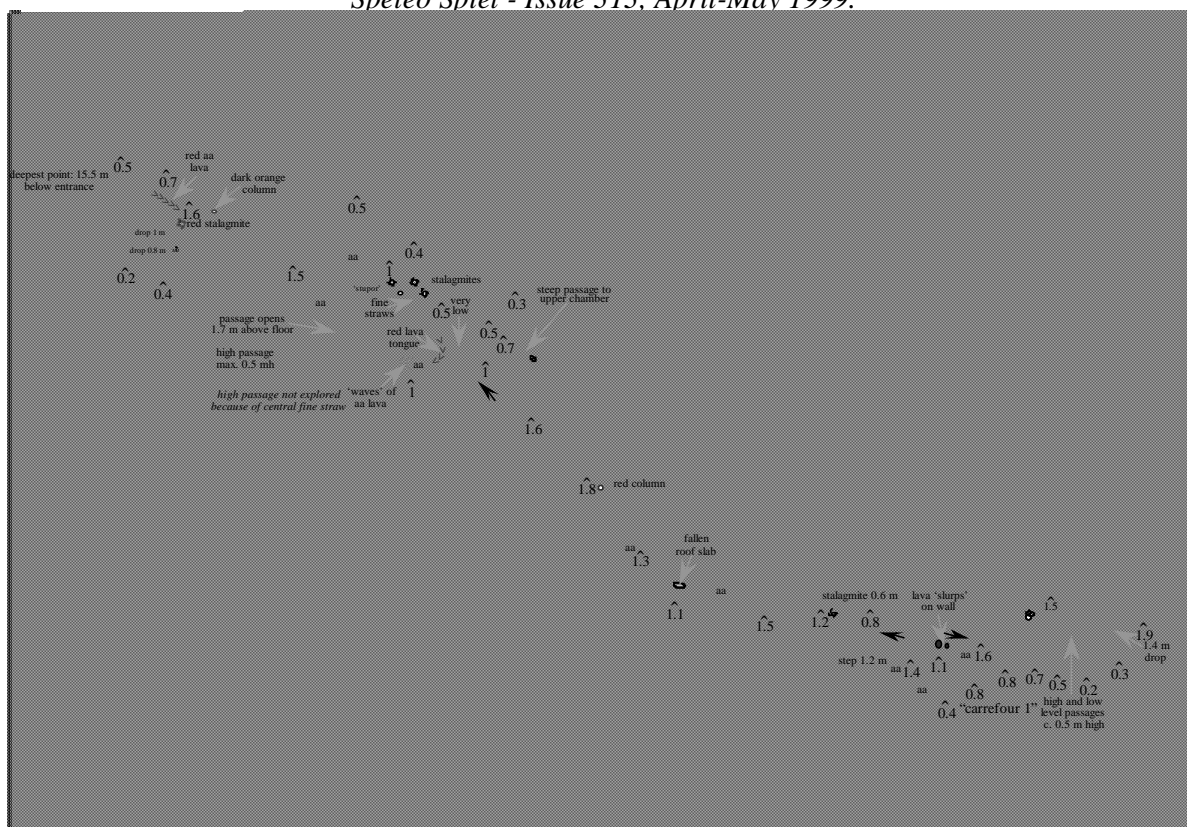 Speleo Spiel - Issue 315, April-May 1999.
^
0.5
deepest point: 15.5 m
below entrance
^
0.7
red aa
lava
dark orange
column
^
1.6
red stalagmite
^
0.5
drop 1 m
drop 0.8 m
^
0.2
^
0.4
^
1.5
aa
aa
^
1
^
0.4
'stupor'
stalagmites
fine
straws
^
0.5
very
low
^
0.3
steep passage to
upper chamber
passage opens
1.7 m above floor
red lava
tongue
^
0.5
^
0.7
high passage
max. 0.5 mh
aa
^
1
high passage not explored
because of central fine straw
^
1
'waves' of
aa lava
^
1.6
^
1.8
red column
aa
^
1.3
fallen
roof slab
aa
^
1.1
^
1.5
stalagmite 0.6 m
^
1.2
^
0.8
lava 'slurps'
on wall
^
1.5
step 1.2 m
aa
^
1.4
^
1.1
aa
^
1.6
^
1.9
1.4 m
drop
aa
^
0.4
^
0.8
^
0.8
^
0.7
^
0.5
^
0.2
^
0.3
"carrefour 1"
high and low
level passages
c. 0.5 m high